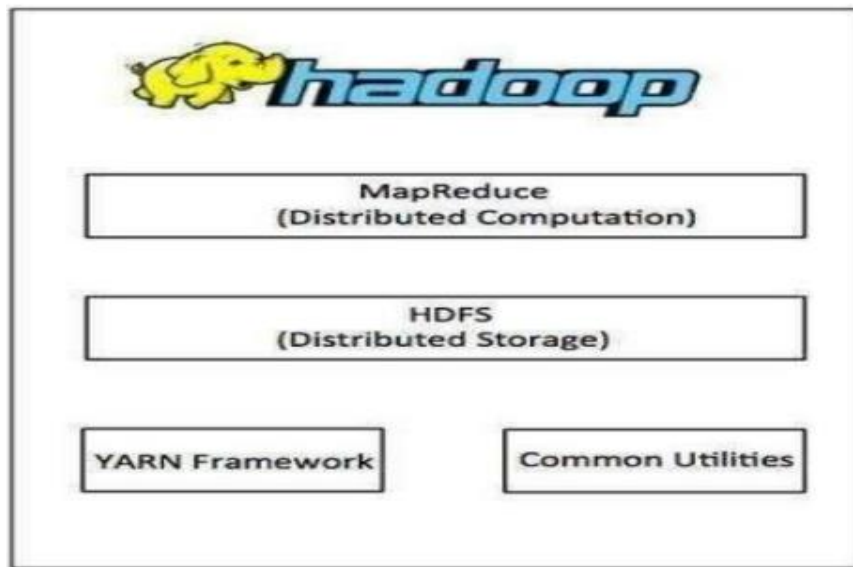 hadoop
MapReduce
(Distributed Computation)
HDFS
(Distributed Storage)
YARN Framework
Common Utilities